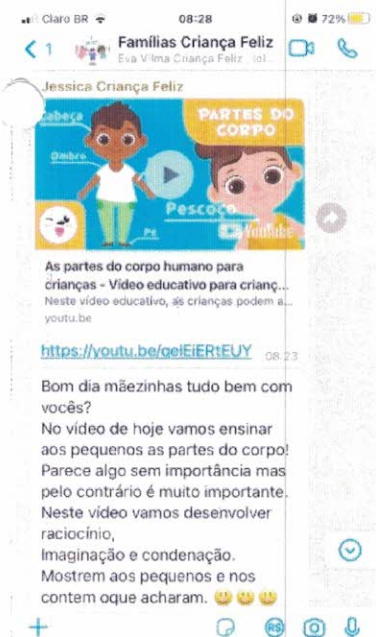 Claro BR 08:28 72%
1 Famílias Criança Feliz
Eva Vilma Criança Feliz, Jol...
Jessica Criança Feliz
PARTES DO
CORPO
Cabeça
Ombro
Pescoço
Pé
YouTube
As partes do corpo humano para
crianças - Vídeo educativo para crianç...
Neste vídeo educativo, as crianças podem a...
youtu.be
https://youtu.be/qelEiERtEUY 08:23
Bom dia mãezinhas tudo bem com
vocês?
No vídeo de hoje vamos ensinar
aos pequenos as partes do corpo!
Parece algo sem importância mas
pelo contrário é muito importante.
Neste vídeo vamos desenvolver
raciocínio,
Imaginação e condenação.
Mostrem aos pequenos e nos
contem oque acharam. 😃😃😃
R$